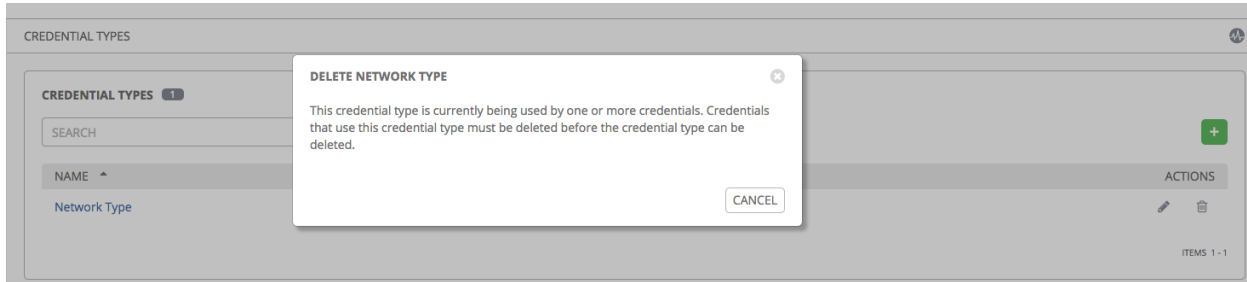 CREDENTIAL TYPES
DELETE NETWORK TYPE
CREDENTIAL TYPES 1
This credential type is currently being used by one or more credentials. Credentials
that use this credential type must be deleted before the credential type can be
deleted.
SEARCH
+
NAME
ACTIONS
CANCEL
Network Type
ITEMS 1 - 1